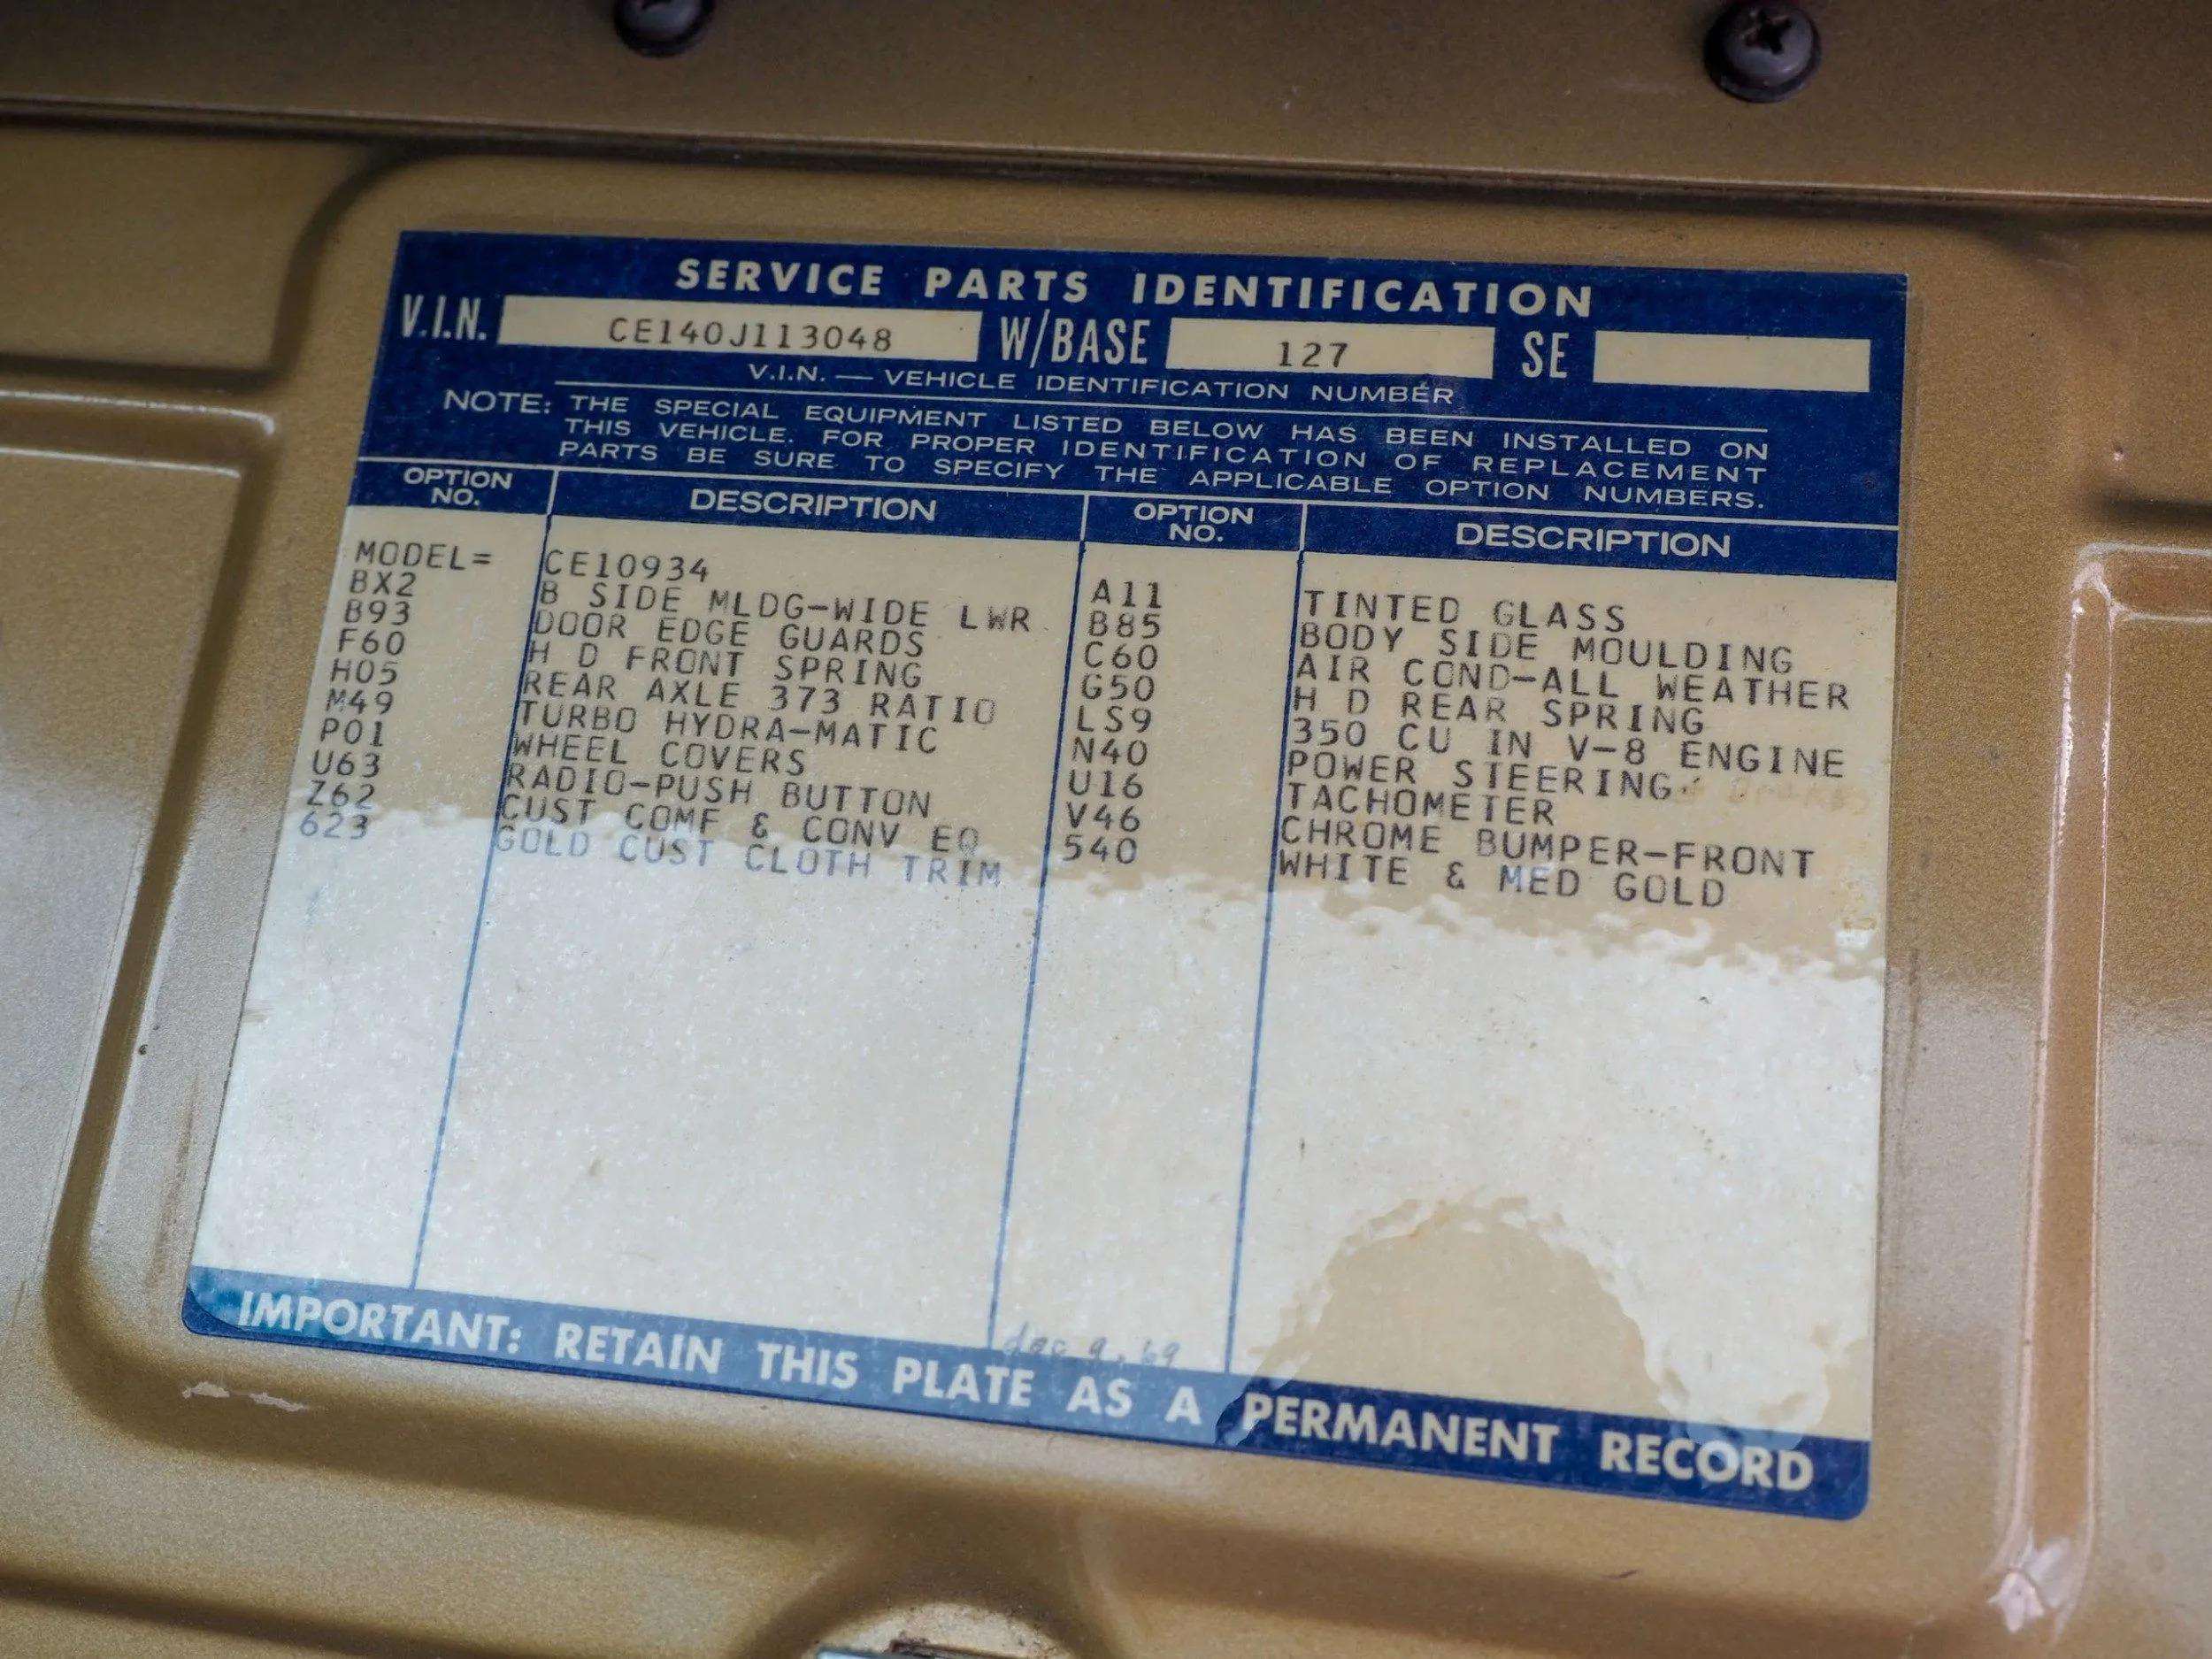 SERVICE PARTS IDENTIFICATION
V.I.N. CE140J113048 W/BASE 127 SE
V.I.N. — VEHICLE IDENTIFICATION NUMBER
NOTE: THE SPECIAL EQUIPMENT LISTED BELOW HAS BEEN INSTALLED ON
THIS VEHICLE. FOR PROPER IDENTIFICATION OF REPLACEMENT
PARTS BE SURE TO SPECIFY THE APPLICABLE OPTION NUMBERS.
OPTION NO. DESCRIPTION OPTION NO. DESCRIPTION
MODEL= CE10934
BX2 B SIDE MLDG-WIDE LWR A11 TINTED GLASS
B93 DOOR EDGE GUARDS B85 BODY SIDE MOULDING
F60 H D FRONT SPRING C60 AIR COND-ALL WEATHER
H05 REAR AXLE 373 RATIO G50 H D REAR SPRING
M49 TURBO HYDRA-MATIC LS9 350 CU IN V-8 ENGINE
P01 WHEEL COVERS N40 POWER STEERING
U63 RADIO-PUSH BUTTON U16 TACHOMETER
Z62 CUST COMF & CONV EQ V46 CHROME BUMPER-FRONT
623 GOLD CUST CLOTH TRIM 540 WHITE & MED GOLD
dec 9, 69
IMPORTANT: RETAIN THIS PLATE AS A PERMANENT RECORD